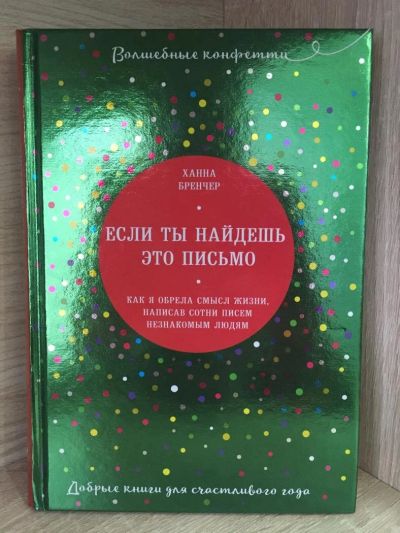 Волшебные конфетти
ХАННА
БРЕНЧЕР
ЕСЛИ ТЫ НАЙДЕШЬ
ЭТО ПИСЬМО
КАК Я ОБРЕЛА СМЫСЛ ЖИЗНИ,
НАПИСАВ СОТНИ ПИСЕМ
НЕЗНАКОМЫМ ЛЮДЯМ
Добрые книги для счастливого года